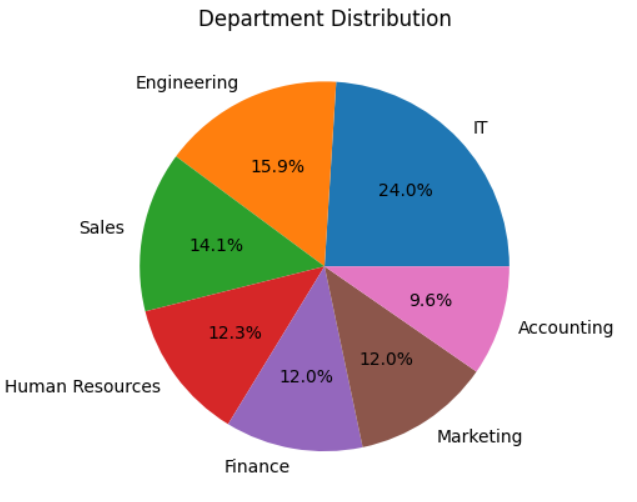 Department Distribution
Engineering
IT
15.9%
24.0%
Sales
14.1%
9.6%
Accounting
12.3%
12.0%
12.0%
Human Resources
Marketing
Finance